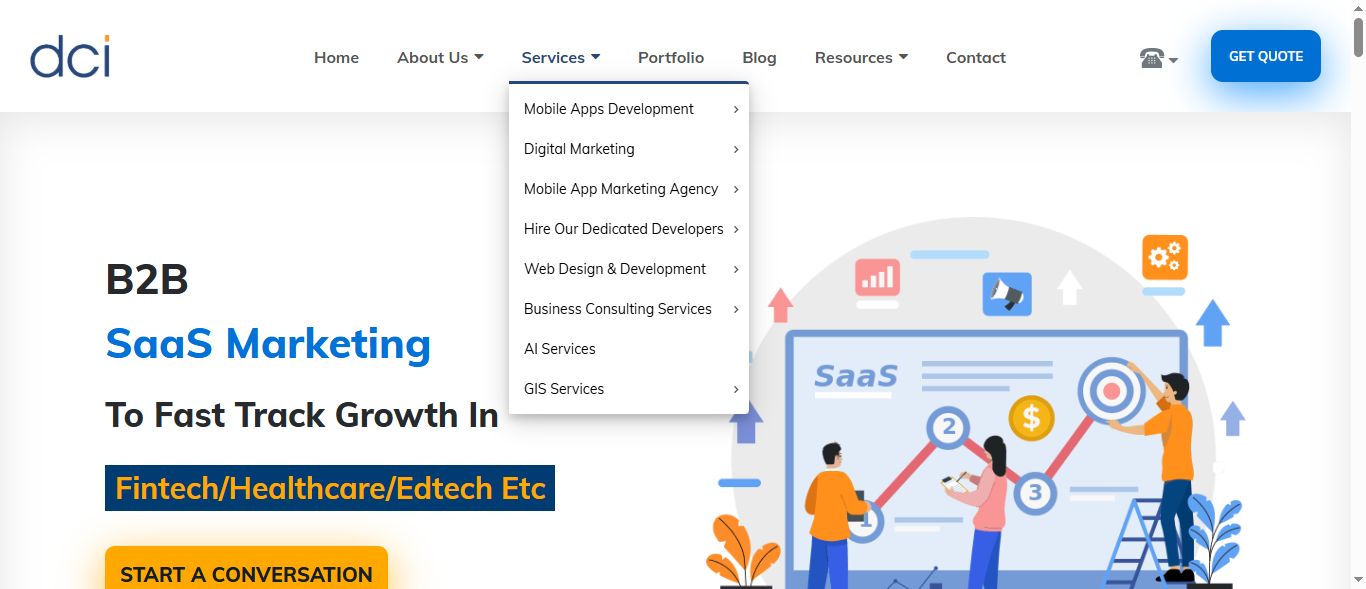 dci
Home
About Us
Services
Portfolio
Blog
Resources
Contact
GET QUOTE
Mobile Apps Development
Digital Marketing
Mobile App Marketing Agency
Hire Our Dedicated Developers
Web Design & Development
Business Consulting Services
AI Services
GIS Services
B2B
SaaS Marketing
To Fast Track Growth In
Fintech/Healthcare/Edtech Etc
START A CONVERSATION
SaaS
$
2
3
1